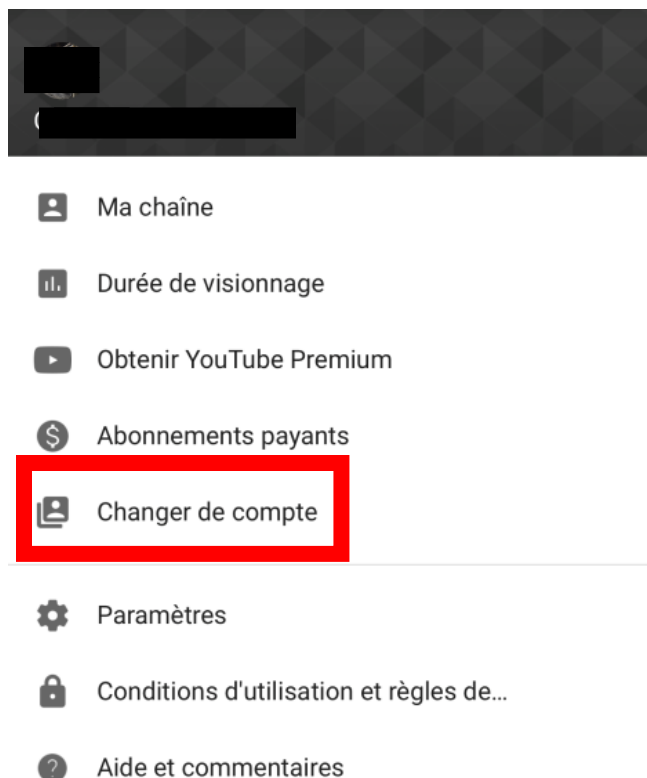 Ma chaîne
Durée de visionnage
Obtenir YouTube Premium
Abonnements payants
Changer de compte
Paramètres
Conditions d'utilisation et règles de...
Aide et commentaires